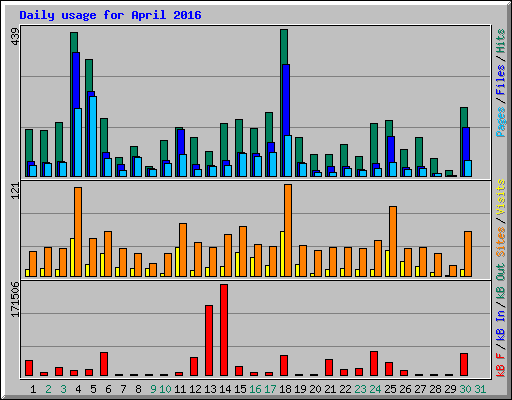 Daily usage for April 2016
439
Pages / Files / Hits
121
Sites / Visits
171506
kB F / kB In / kB Out
1 2 3 4 5 6 7 8 9 10 11 12 13 14 15 16 17 18 19 20 21 22 23 24 25 26 27 28 29 30 31